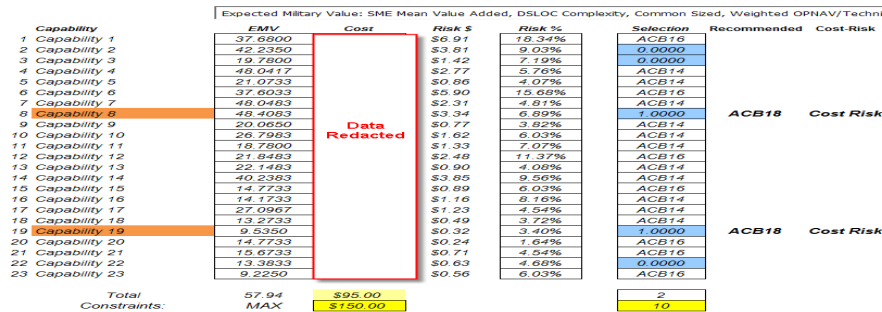 Expected Military Value: SME Mean Value Added, DSLOC Complexity, Common Sized, Weighted OPNAV/Techni
Capability EMV Cost Risk $ Risk % Selection Recommended Cost-Risk
1 Capability 1 37.6800 $6.91 18.34% ACB16
2 Capability 2 42.2350 $3.81 9.03% 0.0000
3 Capability 3 19.7800 $1.42 7.19% 0.0000
4 Capability 4 48.0417 $2.77 5.76% ACB14
5 Capability 5 21.0733 $0.86 4.07% ACB14
6 Capability 6 37.6033 $5.90 15.68% ACB16
7 Capability 7 48.0483 $2.31 4.81% ACB14
8 Capability 8 48.4083 $3.34 6.89% 1.0000 ACB18 Cost Risk
9 Capability 9 20.0650 Data $0.77 3.82% ACB14
10 Capability 10 26.7983 Redacted $1.62 6.03% ACB14
11 Capability 11 18.7800 $1.33 7.07% ACB14
12 Capability 12 21.8483 $2.48 11.37% ACB16
13 Capability 13 22.1483 $0.90 4.08% ACB14
14 Capability 14 40.2383 $3.85 9.56% ACB14
15 Capability 15 14.7733 $0.89 6.03% ACB16
16 Capability 16 14.1733 $1.16 8.16% ACB14
17 Capability 17 27.0967 $1.23 4.54% ACB14
18 Capability 18 13.2733 $0.49 3.72% ACB14
19 Capability 19 9.5350 $0.32 3.40% 1.0000 ACB18 Cost Risk
20 Capability 20 14.7733 $0.24 1.64% ACB16
21 Capability 21 15.6733 $0.71 4.54% ACB16
22 Capability 22 13.3833 $0.63 4.68% 0.0000
23 Capability 23 9.2250 $0.56 6.03% ACB16
Total 57.94 $95.00 2
Constraints: MAX $150.00 10